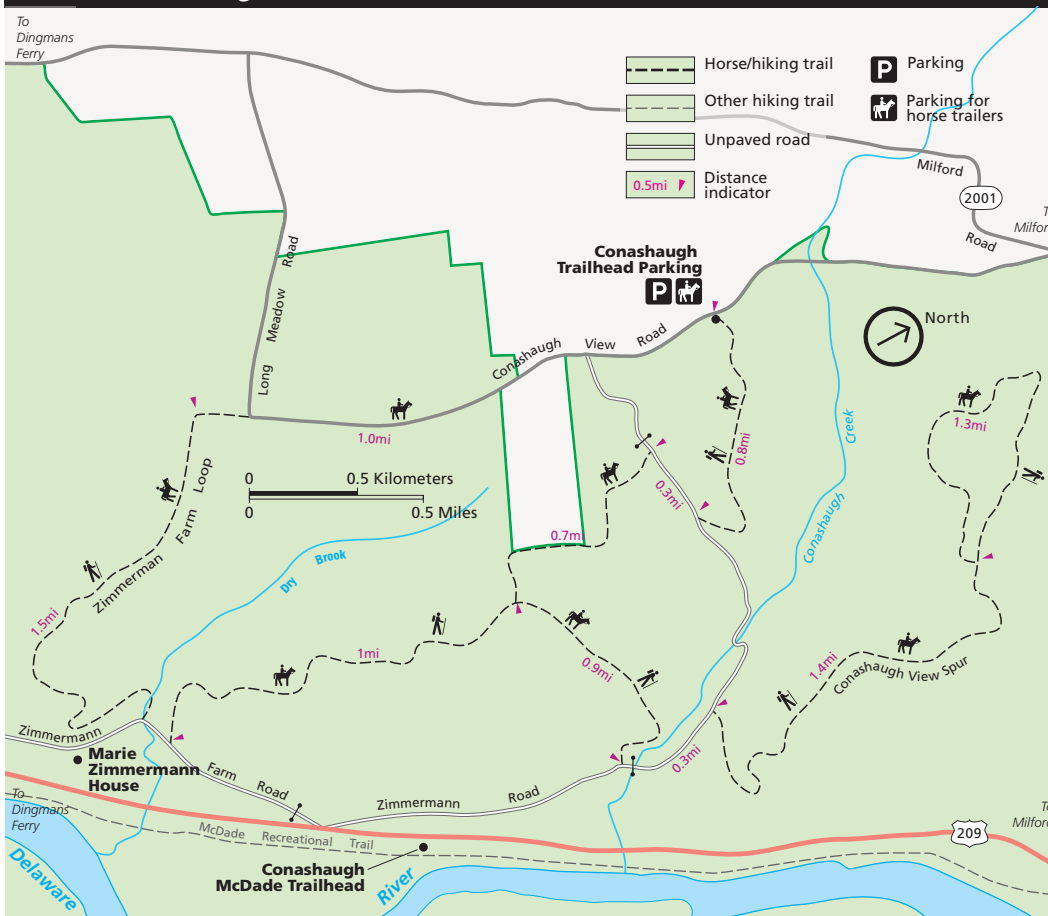 To
Dingmans
Ferry
Horse/hiking trail
Other hiking trail
Unpaved road
0.5mi
Distance
indicator
P
Parking
Parking for
horse trailers
Milford
2001
Road
To
Conashaugh
Trailhead Parking
P
North
Long Meadow Road
Conashaugh View Road
1.0mi
0.8mi
1.3mi
0.3mi
0.7m
0 0.5 Kilometers
0 0.5 Miles
Zimmerman Farm Loop
Dry Brook
Conashaugh Creek
1.5mi
1mi
0.9mi
1.4mi
Conashaugh View Spur
0.3mi
Zimmermann
Farm Road
Zimmermann Road
Marie
Zimmermann
House
To
Dingmans
Ferry
McDade Recreational Trail
Conashaugh
McDade Trailhead
209
Delaware
River